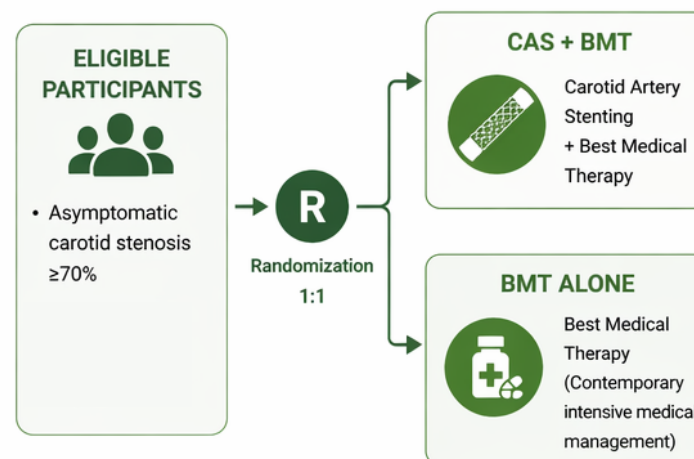 ELIGIBLE
PARTICIPANTS
• Asymptomatic
carotid stenosis
≥70%
R
Randomization
1:1
CAS + BMT
Carotid Artery
Stenting
+ Best Medical
Therapy
BMT ALONE
Best Medical
Therapy
(Contemporary
intensive medica
management)